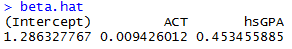 > beta.hat
(Intercept) ACT hsGPA
1.286327767 0.009426012 0.453455885